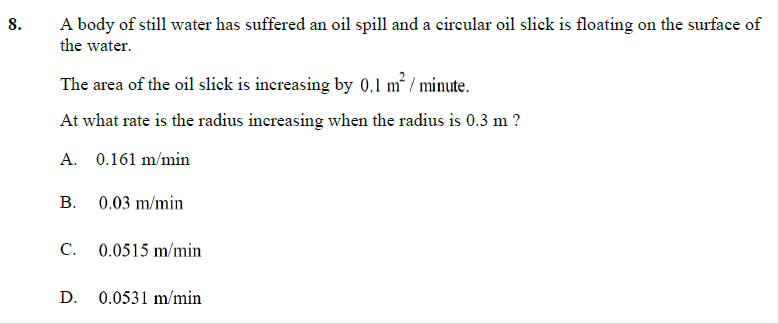 8. A body of still water has suffered an oil spill and a circular oil slick is floating on the surface of
the water.
The area of the oil slick is increasing by 0.1 m² / minute.
At what rate is the radius increasing when the radius is 0.3 m ?
A. 0.161 m/min
B. 0.03 m/min
C. 0.0515 m/min
D. 0.0531 m/min